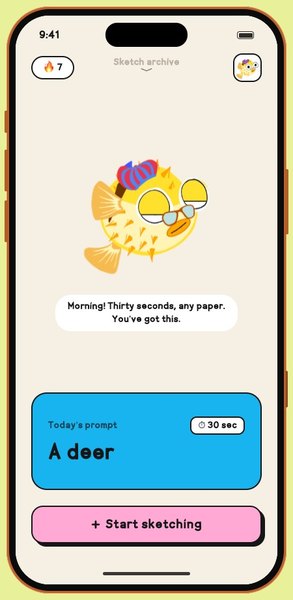 9:41
7
Sketch archive
Morning! Thirty seconds, any paper.
You've got this.
Today's prompt
30 sec
A deer
+ Start sketching